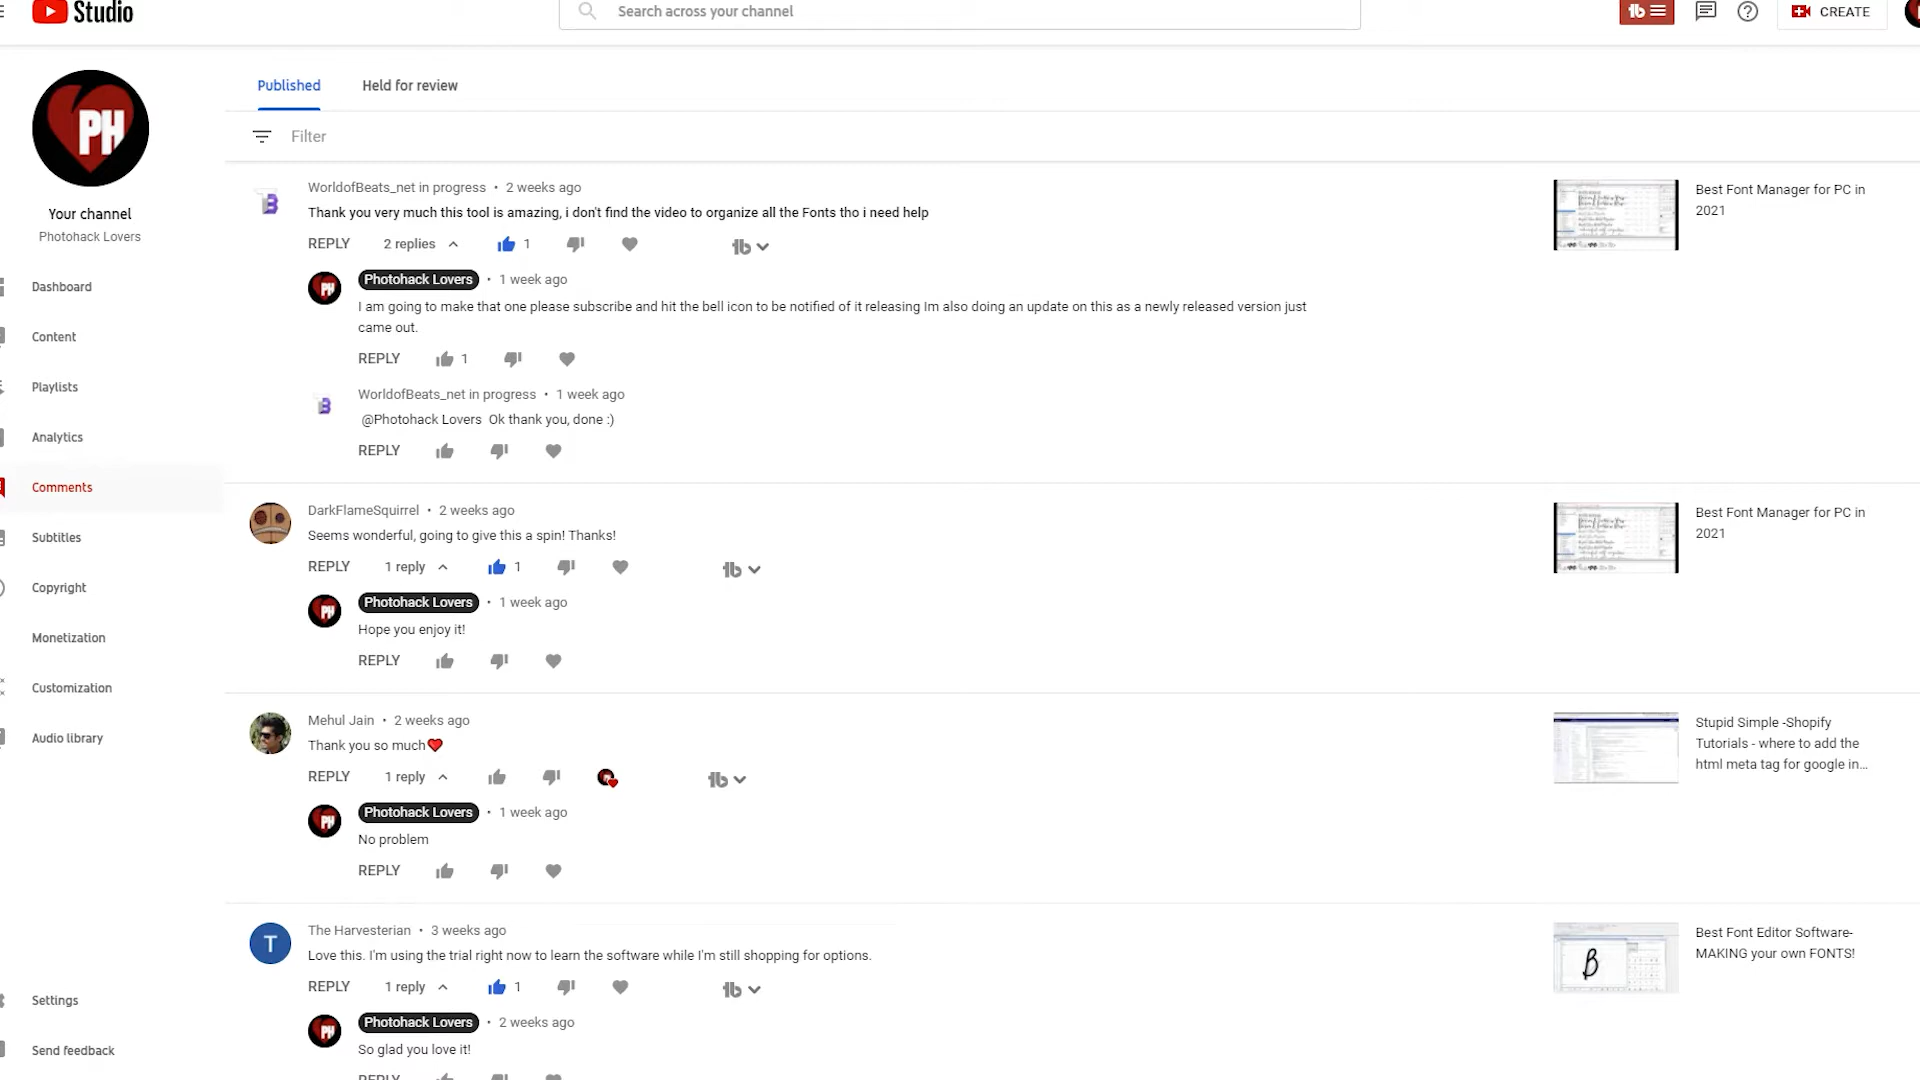 Studio
Search across your channel
CREATE
PH
Your channel
Photohack Lovers
Dashboard
Content
Playlists
Analytics
Comments
Subtitles
Copyright
Monetization
Customization
Audio library
Settings
Send feedback
Published
Held for review
Filter
WorldofBeats_net in progress • 2 weeks ago
Thank you very much this tool is amazing, i don't find the video to organize all the Fonts tho i need help
REPLY 2 replies 1
Best Font Manager for PC in
2021
Photohack Lovers • 1 week ago
I am going to make that one please subscribe and hit the bell icon to be notified of it releasing Im also doing an update on this as a newly released version just
came out.
REPLY 1
WorldofBeats_net in progress • 1 week ago
@Photohack Lovers Ok thank you, done :)
REPLY
DarkFlameSquirrel • 2 weeks ago
Seems wonderful, going to give this a spin! Thanks!
REPLY 1 reply 1
Best Font Manager for PC in
2021
Photohack Lovers • 1 week ago
Hope you enjoy it!
REPLY
Mehul Jain • 2 weeks ago
Thank you so much❤
REPLY 1 reply
Stupid Simple -Shopify
Tutorials - where to add the
html meta tag for google in...
Photohack Lovers • 1 week ago
No problem
REPLY
T
The Harvesterian • 3 weeks ago
Love this. I'm using the trial right now to learn the software while I'm still shopping for options.
REPLY 1 reply 1
B
Best Font Editor Software-
MAKING your own FONTS!
Photohack Lovers • 2 weeks ago
So glad you love it!
REPLY